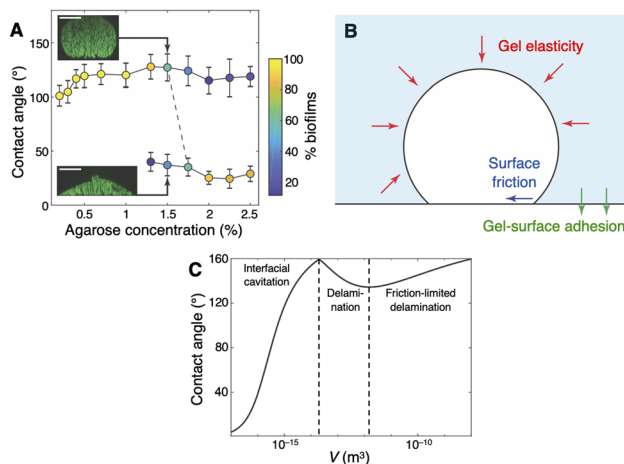 A
Contact angle (°)
150
100
50
0
0.5
1
1.5
2
2.5
Agarose concentration (%)
100
80
60
40
20
% biofilms
B
Gel elasticity
Surface
friction
Gel-surface adhesion
C
Contact angle (°)
160
120
80
40
Interfacial
cavitation
Delami-
nation
Friction-limited
delamination
10⁻¹⁵
10⁻¹⁰
V (m³)